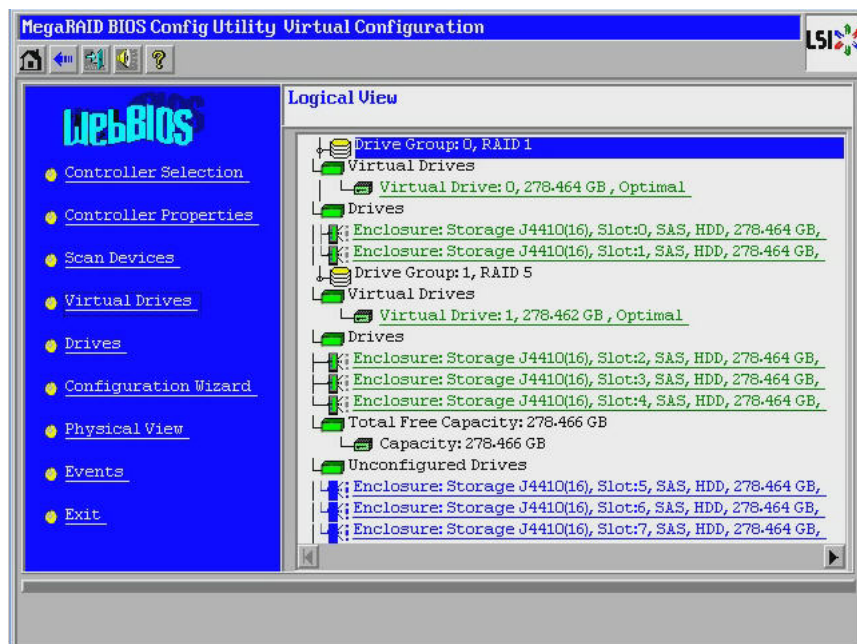 MegaRAID BIOS Config Utility Virtual Configuration
LSI
WebBIOS
Controller Selection
Controller Properties
Scan Devices
Virtual Drives
Drives
Configuration Wizard
Physical View
Events
Exit
Logical View
Drive Group: 0, RAID 1
Virtual Drives
Virtual Drive: 0, 278.464 GB , Optimal
Drives
Enclosure: Storage J4410(16), Slot:0, SAS, HDD, 278.464 GB,
Enclosure: Storage J4410(16), Slot:1, SAS, HDD, 278.464 GB,
Drive Group: 1, RAID 5
Virtual Drives
Virtual Drive: 1, 278.462 GB , Optimal
Drives
Enclosure: Storage J4410(16), Slot:2, SAS, HDD, 278.464 GB,
Enclosure: Storage J4410(16), Slot:3, SAS, HDD, 278.464 GB,
Enclosure: Storage J4410(16), Slot:4, SAS, HDD, 278.464 GB,
Total Free Capacity: 278.466 GB
Capacity: 278.466 GB
Unconfigured Drives
Enclosure: Storage J4410(16), Slot:5, SAS, HDD, 278.464 GB,
Enclosure: Storage J4410(16), Slot:6, SAS, HDD, 278.464 GB,
Enclosure: Storage J4410(16), Slot:7, SAS, HDD, 278.464 GB,